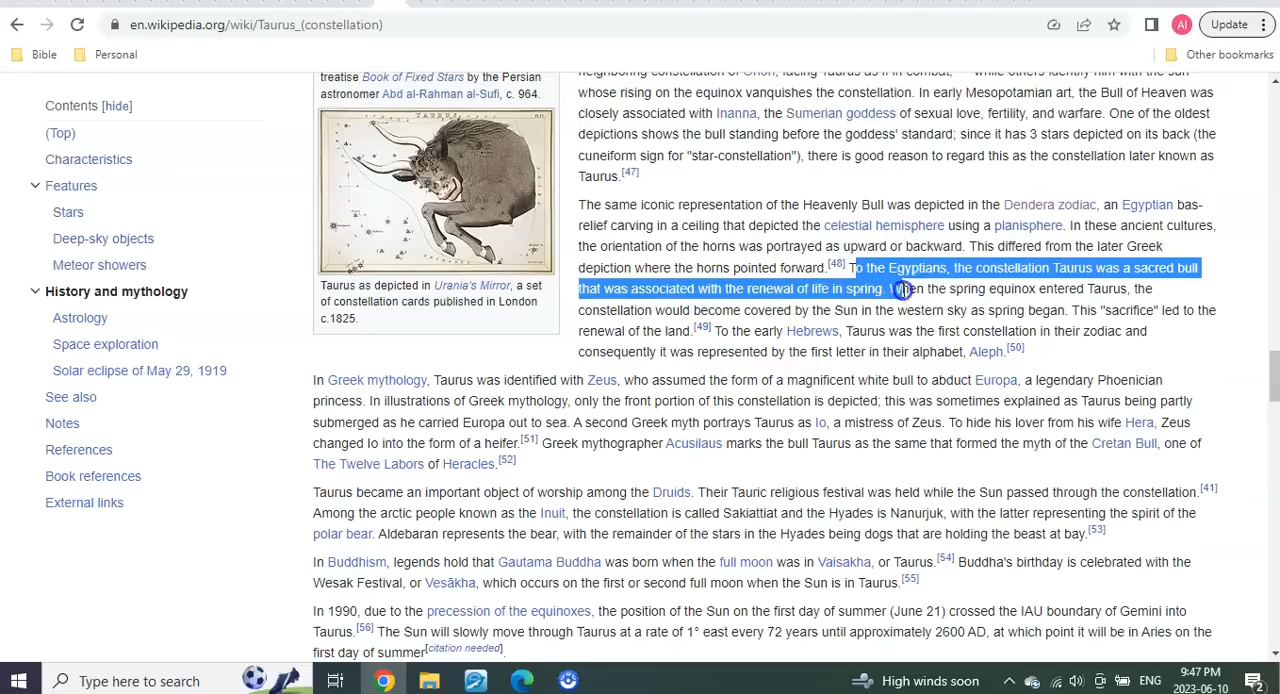 en.wikipedia.org/wiki/Taurus_(constellation)
AI
Update
Bible
Personal
Other bookmarks
Contents [hide]
(Top)
Characteristics
Features
Stars
Deep-sky objects
Meteor showers
History and mythology
Astrology
Space exploration
Solar eclipse of May 29, 1919
See also
Notes
References
Book references
External links
treatise Book of Fixed Stars by the Persian
astronomer Abd al-Rahman al-Sufi, c. 964.
TAURUS
Taurus as depicted in Urania's Mirror, a set
of constellation cards published in London
c.1825.
neighboring constellation of Orion, facing Taurus as if in combat, while others identify him with the sun
whose rising on the equinox vanquishes the constellation. In early Mesopotamian art, the Bull of Heaven was
closely associated with Inanna, the Sumerian goddess of sexual love, fertility, and warfare. One of the oldest
depictions shows the bull standing before the goddess' standard; since it has 3 stars depicted on its back (the
cuneiform sign for "star-constellation"), there is good reason to regard this as the constellation later known as
Taurus.[47]
The same iconic representation of the Heavenly Bull was depicted in the Dendera zodiac, an Egyptian bas-
relief carving in a ceiling that depicted the celestial hemisphere using a planisphere. In these ancient cultures,
the orientation of the horns was portrayed as upward or backward. This differed from the later Greek
depiction where the horns pointed forward.[48] To the Egyptians, the constellation Taurus was a sacred bull
that was associated with the renewal of life in spring. When the spring equinox entered Taurus, the
constellation would become covered by the Sun in the western sky as spring began. This "sacrifice" led to the
renewal of the land.[49] To the early Hebrews, Taurus was the first constellation in their zodiac and
consequently it was represented by the first letter in their alphabet, Aleph.[50]
In Greek mythology, Taurus was identified with Zeus, who assumed the form of a magnificent white bull to abduct Europa, a legendary Phoenician
princess. In illustrations of Greek mythology, only the front portion of this constellation is depicted; this was sometimes explained as Taurus being partly
submerged as he carried Europa out to sea. A second Greek myth portrays Taurus as Io, a mistress of Zeus. To hide his lover from his wife Hera, Zeus
changed Io into the form of a heifer.[51] Greek mythographer Acusilaus marks the bull Taurus as the same that formed the myth of the Cretan Bull, one of
The Twelve Labors of Heracles.[52]
Taurus became an important object of worship among the Druids. Their Tauric religious festival was held while the Sun passed through the constellation.[41]
Among the arctic people known as the Inuit, the constellation is called Sakiattiat and the Hyades is Nanurjuk, with the latter representing the spirit of the
polar bear. Aldebaran represents the bear, with the remainder of the stars in the Hyades being dogs that are holding the beast at bay.[53]
In Buddhism, legends hold that Gautama Buddha was born when the full moon was in Vaisakha, or Taurus.[54] Buddha's birthday is celebrated with the
Wesak Festival, or Vesākha, which occurs on the first or second full moon when the Sun is in Taurus.[55]
In 1990, due to the precession of the equinoxes, the position of the Sun on the first day of summer (June 21) crossed the IAU boundary of Gemini into
Taurus.[56] The Sun will slowly move through Taurus at a rate of 1° east every 72 years until approximately 2600 AD, at which point it will be in Aries on the
first day of summer[citation needed].
Type here to search
High winds soon
ENG
9:47 PM
2023-06-10
2